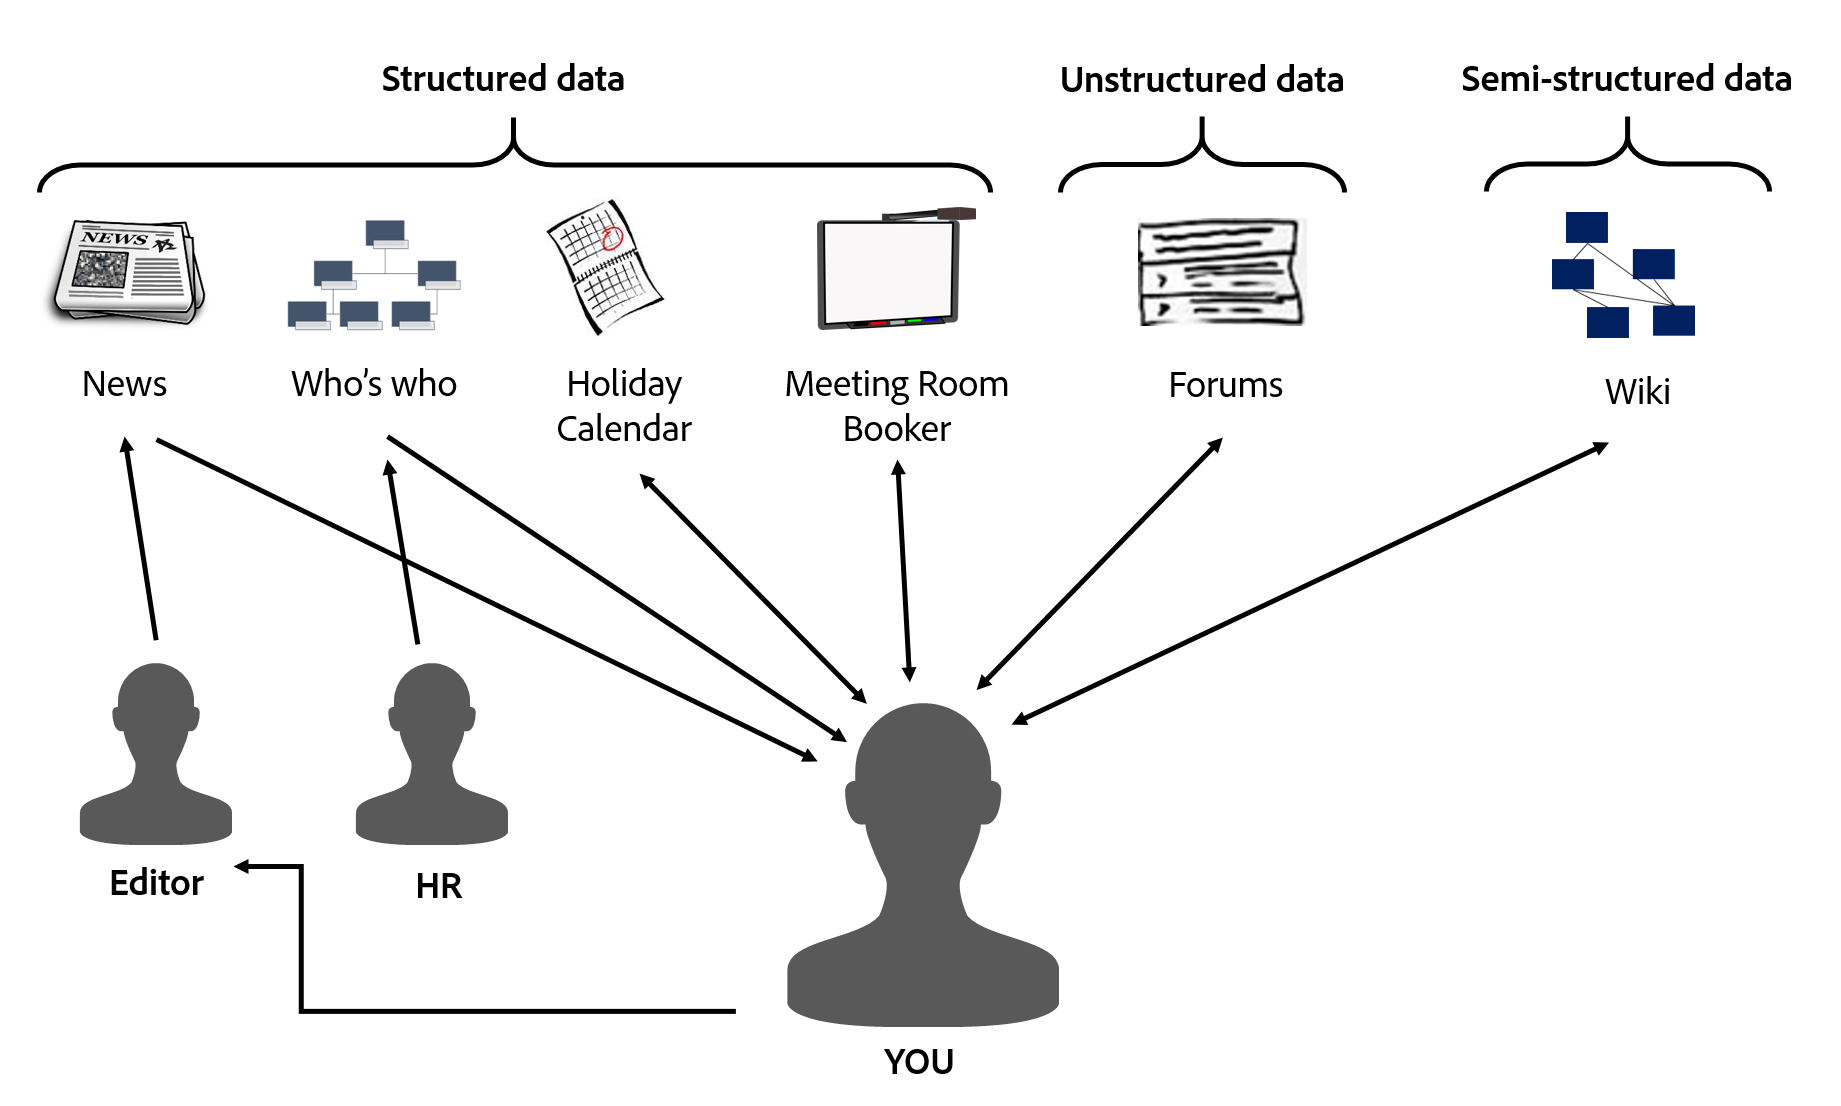 Structured data
Unstructured data
Semi-structured data
NEWS
News
Who's who
Holiday
Calendar
Meeting Room
Booker
Forums
Wiki
Editor
HR
YOU